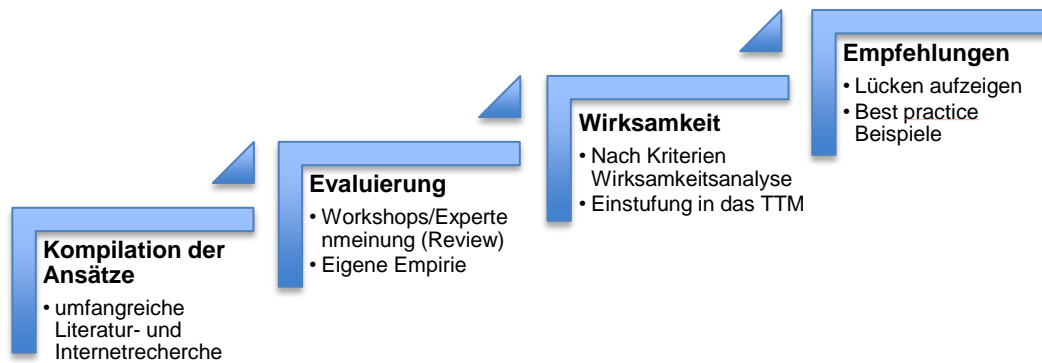 Kompilation der
Ansätze
• umfangreiche
Literatur- und
Internetrecherche
Evaluierung
• Workshops/Experte
nmeinung (Review)
• Eigene Empirie
Wirksamkeit
• Nach Kriterien
Wirksamkeitsanalyse
• Einstufung in das TTM
Empfehlungen
• Lücken aufzeigen
• Best practice
Beispiele